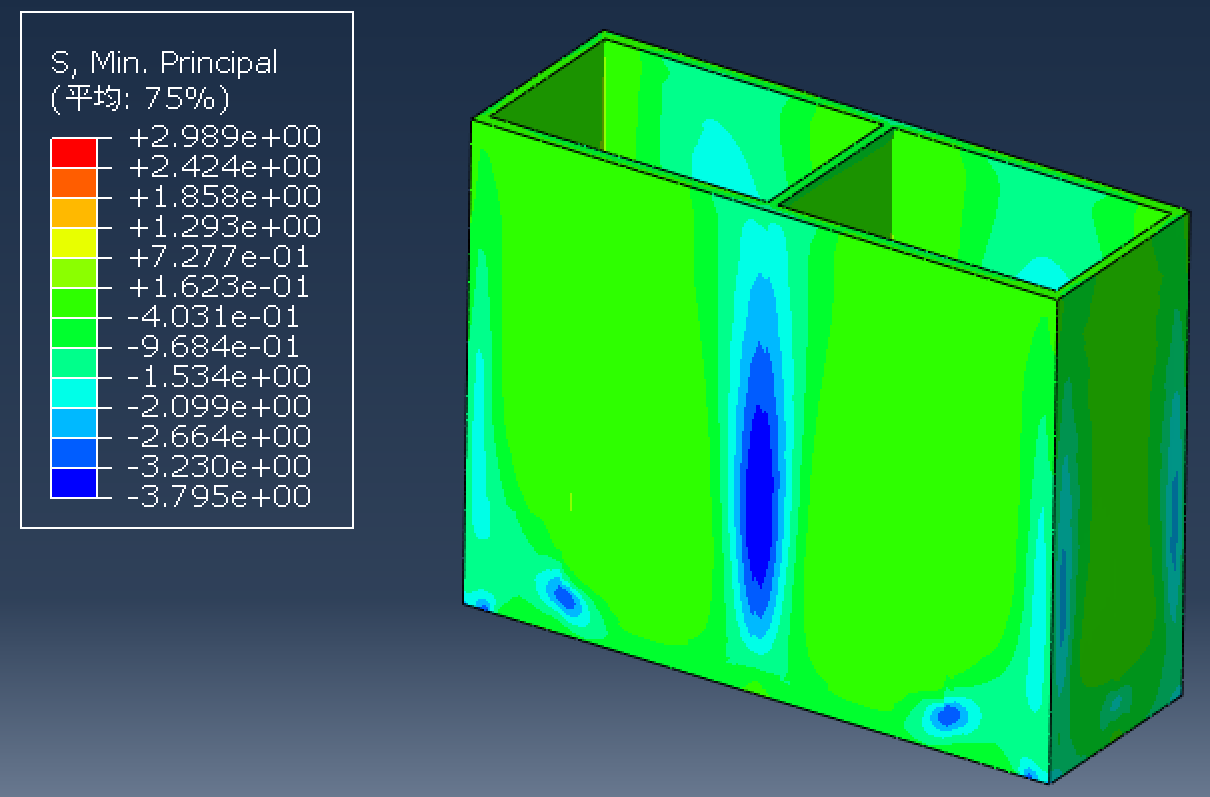 S, Min. Principal
(平均: 75%)
+2.989e+00
+2.424e+00
+1.858e+00
+1.293e+00
+7.277e-01
+1.623e-01
-4.031e-01
-9.684e-01
-1.534e+00
-2.099e+00
-2.664e+00
-3.230e+00
-3.795e+00